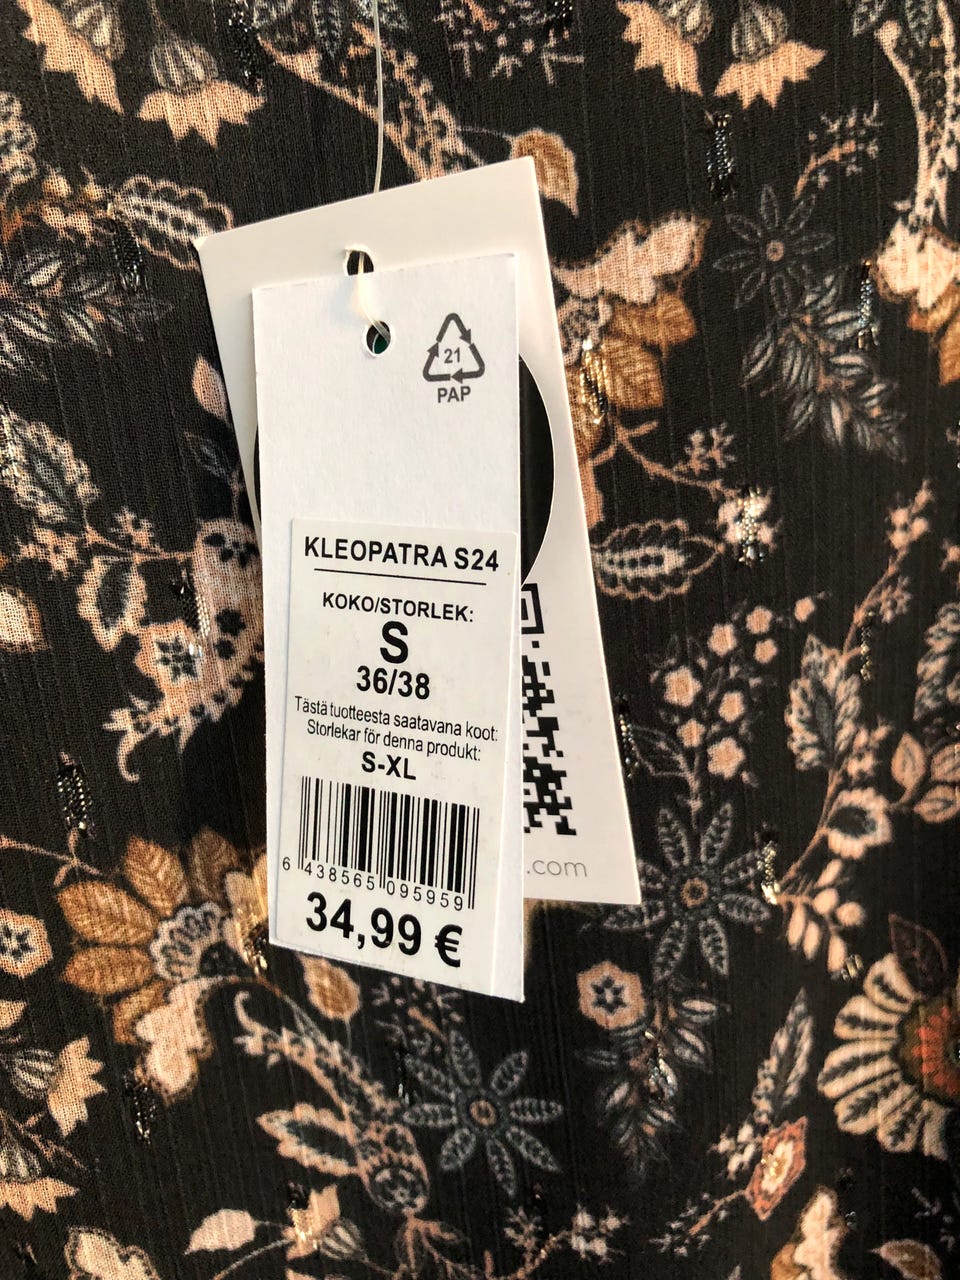 21
PAP
KLEOPATRA S24
KOKO/STORLEK:
S
36/38
Tästä tuotteesta saatavana koot:
Storlekar för denna produkt:
S-XL
6 438565 095959
34,99 €
.com